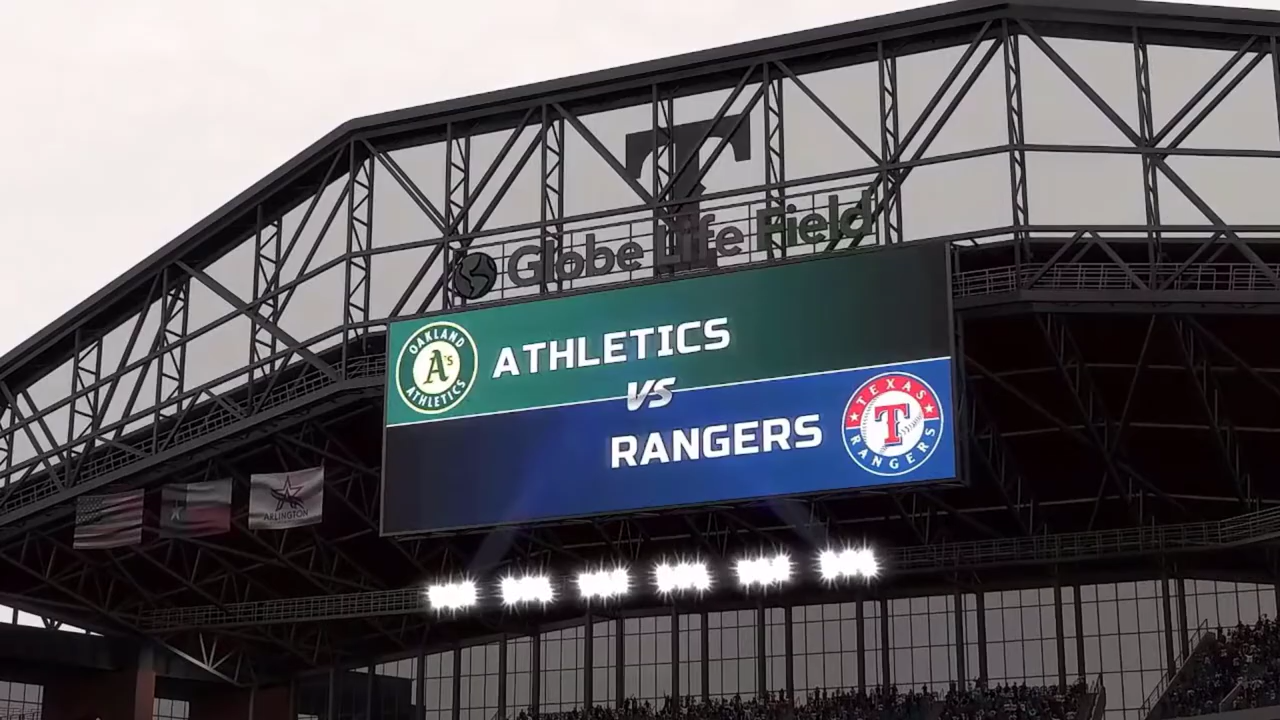 T
Globe Life Field
OAKLAND
A's
ATHLETICS
ATHLETICS
VS
RANGERS
TEXAS
T
RANGERS
ARLINGTON